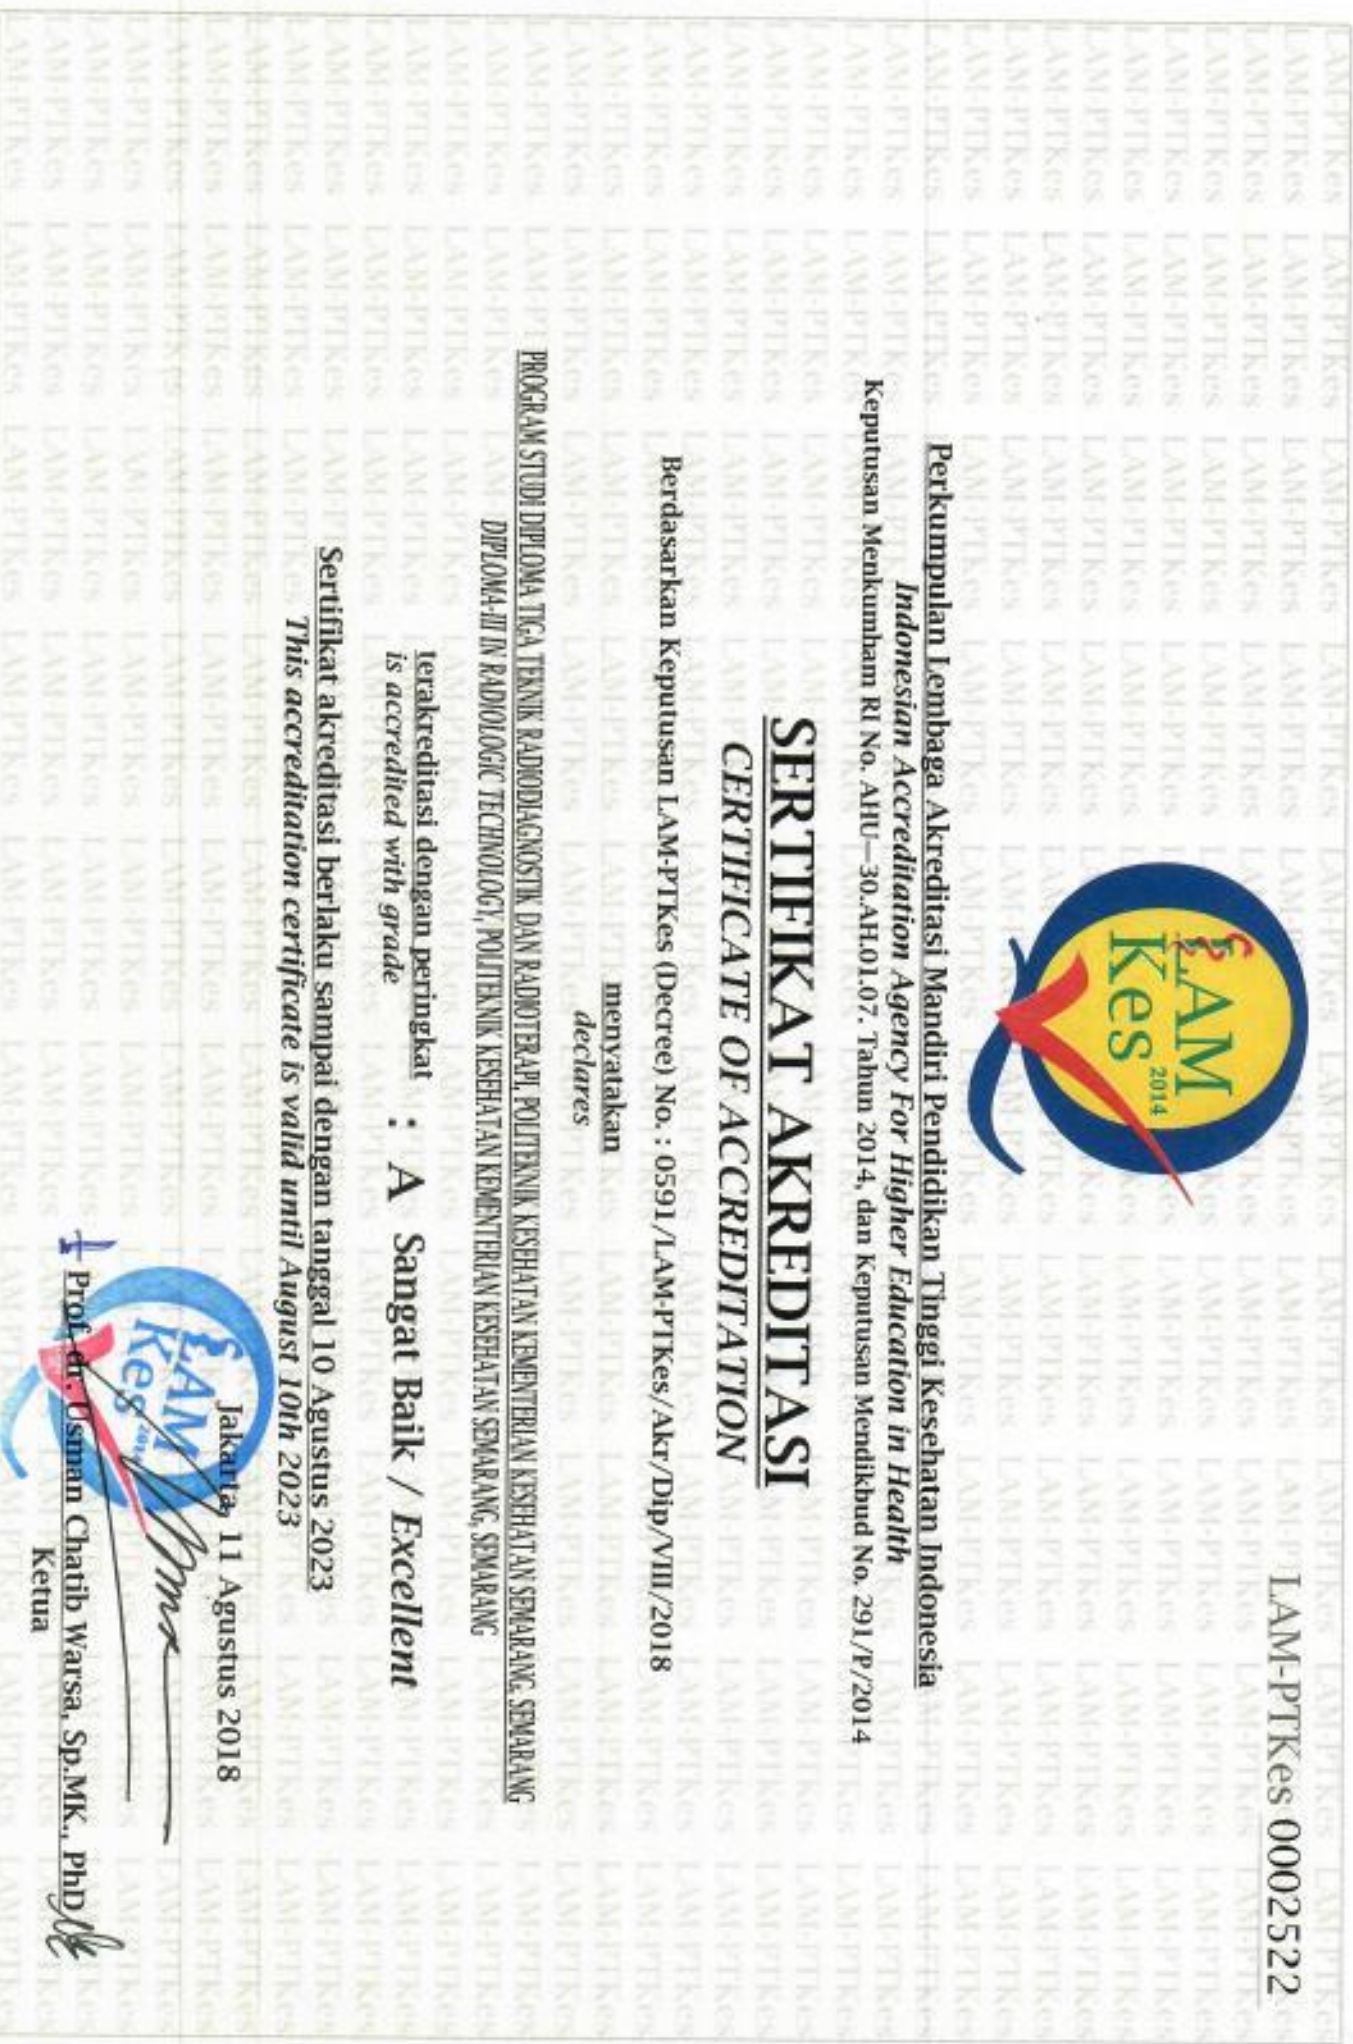 LAM-PTKes 0002522
LAM
Kes 2014
Perkumpulan Lembaga Akreditasi Mandiri Pendidikan Tinggi Kesehatan Indonesia
Indonesian Accreditation Agency For Higher Education in Health
Keputusan Menkumham RI No. AHU—30.AH.01.07. Tahun 2014, dan Keputusan Mendikbud No. 291/P/2014
SERTIFIKAT AKREDITASI
CERTIFICATE OF ACCREDITATION
Berdasarkan Keputusan LAM-PTKes (Decree) No. : 0591/LAM-PTKes/Akr/Dip/VIII/2018
menyatakan
declares
PROGRAM STUDI DIPLOMA TIGA TEKNIK RADIODIAGNOSTIK DAN RADIOTERAPI, POLITEKNIK KESEHATAN KEMENTERIAN KESEHATAN SEMARANG, SEMARANG
DIPLOMA-III IN RADIOLOGIC TECHNOLOGY, POLITEKNIK KESEHATAN KEMENTERIAN KESEHATAN SEMARANG, SEMARANG
terakreditasi dengan peringkat : A Sangat Baik / Excellent
is accredited with grade
Sertifikat akreditasi berlaku sampai dengan tanggal 10 Agustus 2023
This accreditation certificate is valid until August 10th 2023
Jakarta, 11 Agustus 2018
LAM
Kes 2014
Prof. dr. Usman Chatib Warsa, Sp.MK., PhD
Ketua